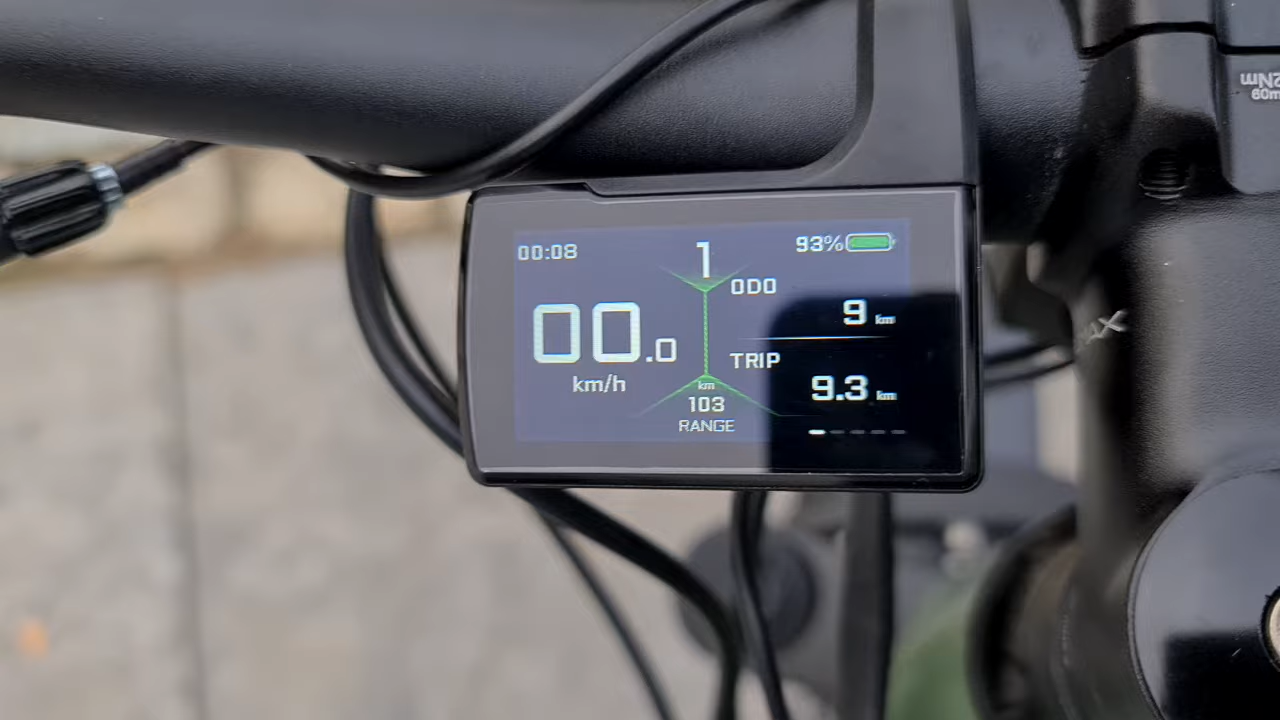 00:08
1
93%
ODO
9 km
00.0
km/h
TRIP
9.3 km
km
103
RANGE